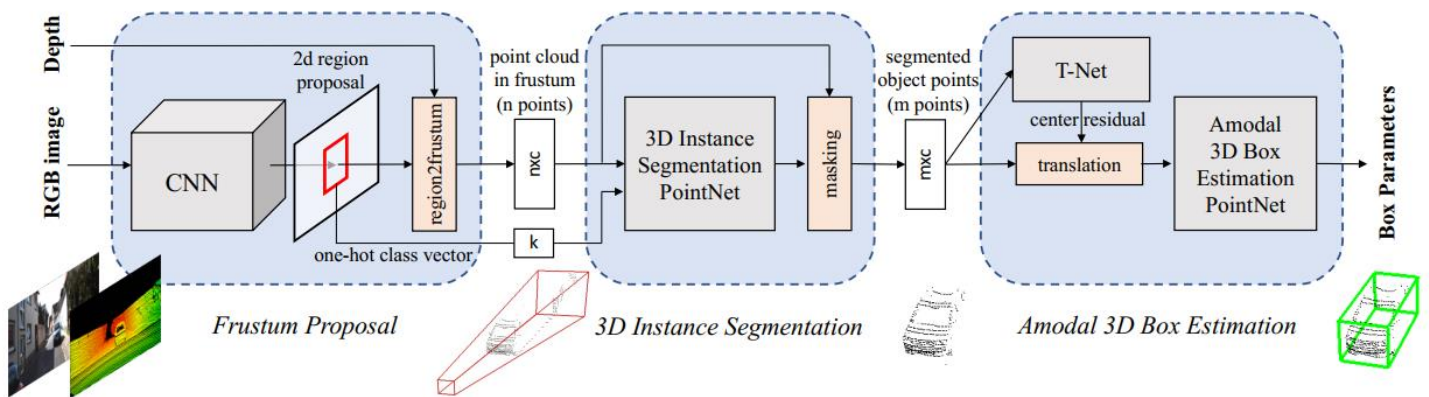 Depth
RGB image
CNN
2d region
proposal
region2frustum
one-hot class vector
Frustum Proposal
point cloud
in frustum
(n points)
nxc
k
3D Instance
Segmentation
PointNet
masking
3D Instance Segmentation
segmented
object points
(m points)
mxc
T-Net
center residual
translation
Amodal
3D Box
Estimation
PointNet
Amodal 3D Box Estimation
Box Parameters